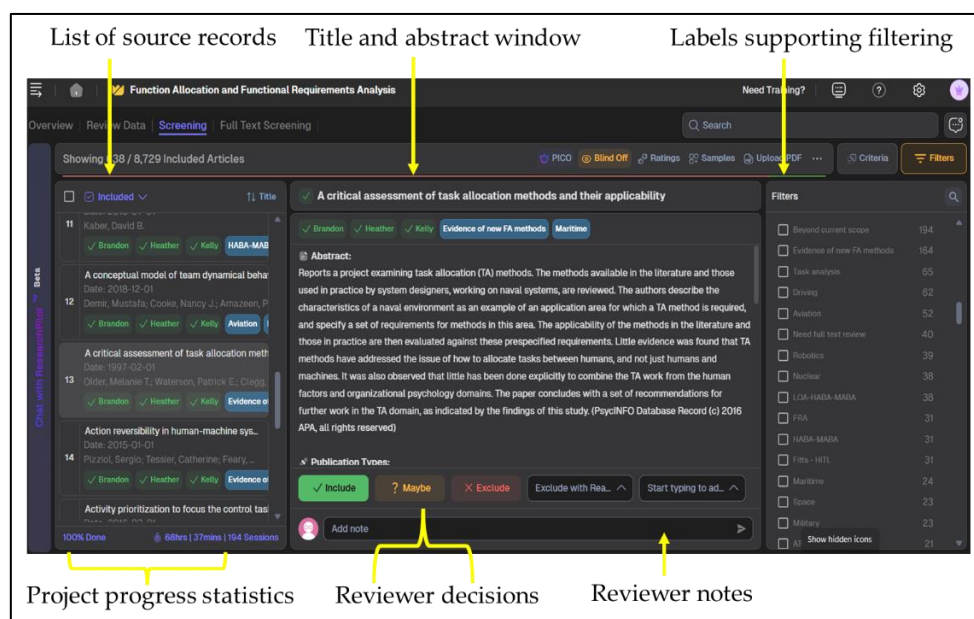 List of source records
Title and abstract window
Labels supporting filtering
Function Allocation and Functional Requirements Analysis
Need Training?
Overview
Review Data
Screening
Full Text Screening
Search
Showing 638 / 8,729 Included Articles
PICO
Blind Off
Ratings
Samples
Upload PDF
Criteria
Filters
Included
Title
11
Kaber, David B.
Brandon
Heather
Kelly
HABA-MAB
A conceptual model of team dynamical behav
Date: 2018-12-01
12
Demir, Mustafa; Cooke, Nancy J.; Amazeen, P
Brandon
Heather
Kelly
Aviation
A critical assessment of task allocation meth
Date: 1997-02-01
13
Older, Melanie T.; Waterson, Patrick E.; Clegg,
Brandon
Heather
Kelly
Evidence of
Action reversibility in human-machine sys...
Date: 2015-01-01
14
Pizziol, Sergio; Tessier, Catherine; Feary, ..
Brandon
Heather
Kelly
Evidence of
Activity prioritization to focus the control tasl
100% Done
68hrs | 37mins | 194 Sessions
Beta
Chat with ResearchPilot
A critical assessment of task allocation methods and their applicability
Brandon
Heather
Kelly
Evidence of new FA methods
Maritime
Abstract:
Reports a project examining task allocation (TA) methods. The methods available in the literature and those
used in practice by system designers, working on naval systems, are reviewed. The authors describe the
characteristics of a naval environment as an example of an application area for which a TA method is required,
and specify a set of requirements for methods in this area. The applicability of the methods in the literature and
those in practice are then evaluated against these prespecified requirements. Little evidence was found that TA
methods have addressed the issue of how to allocate tasks between humans, and not just humans and
machines. It was also observed that little has been done explicitly to combine the TA work from the human
factors and organizational psychology domains. The paper concludes with a set of recommendations for
further work in the TA domain, as indicated by the findings of this study. (PsycINFO Database Record (c) 2016
APA, all rights reserved)
Publication Types:
Include
? Maybe
Exclude
Exclude with Rea...
Start typing to ad...
Add note
Filters
Beyond current scope 194
Evidence of new FA methods 164
Task analysis 65
Driving 62
Aviation 52
Need full text review 40
Robotics 39
Nuclear 38
LOA-HABA-MABA 38
FRA 31
HABA-MABA 31
Fitts - HITL 31
Maritime 24
Space 23
Military 23
21
Show hidden icons
Project progress statistics
Reviewer decisions
Reviewer notes